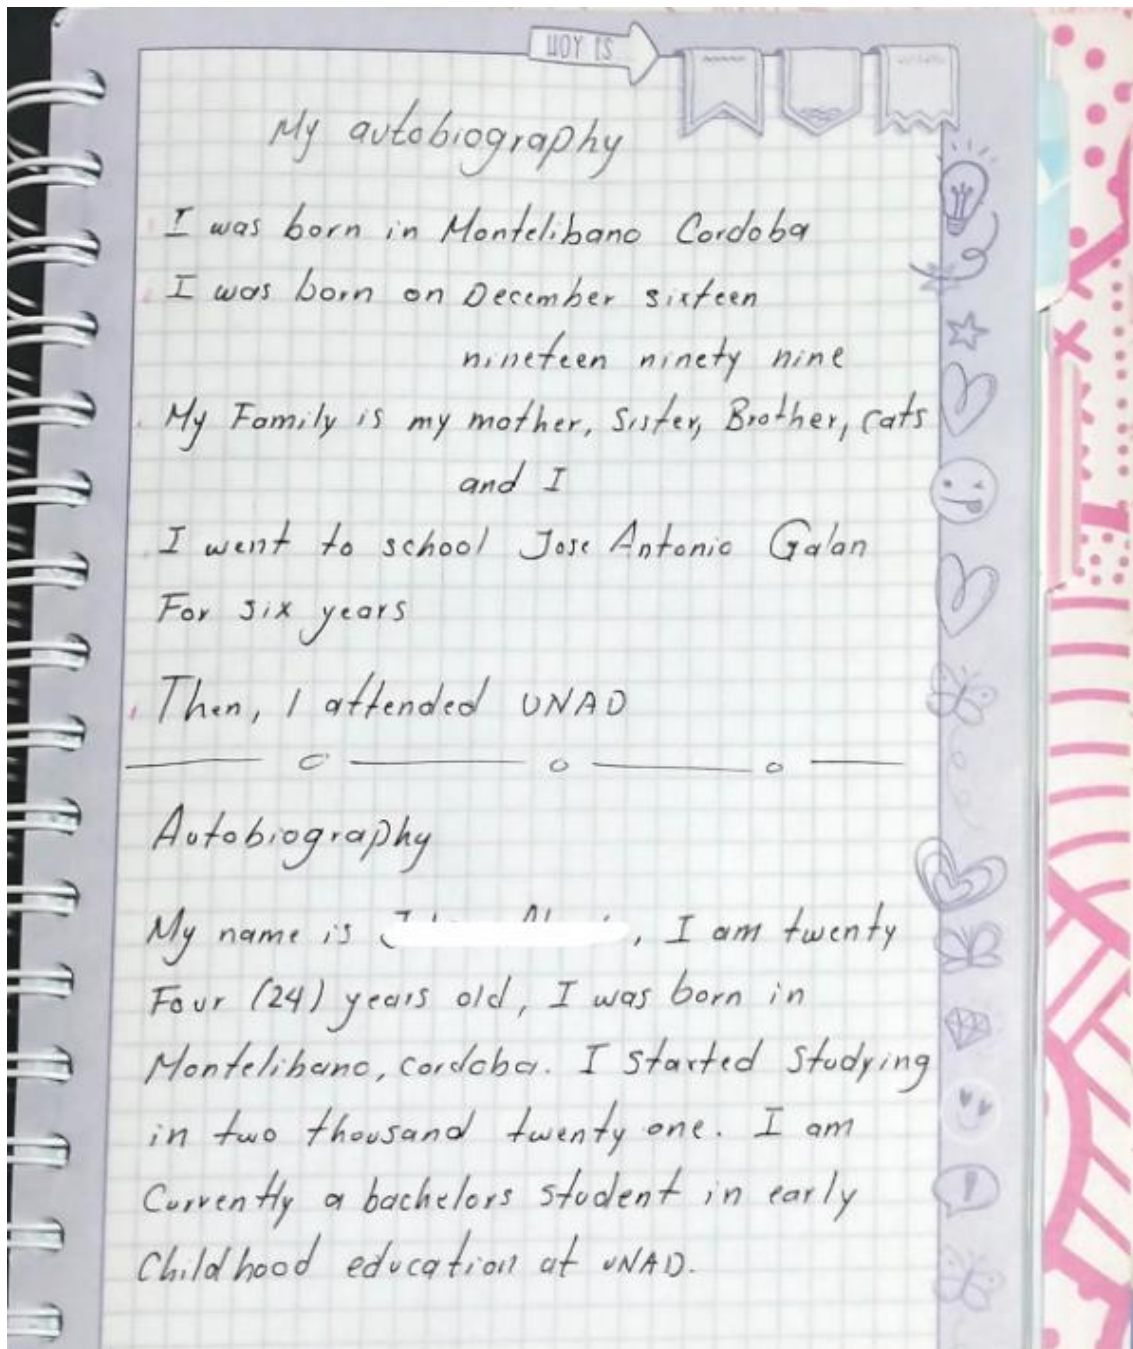 HOY ES
My autobiography
I was born in Montelibano Cordoba
I was born on December sixteen
nineteen ninety nine
My Family is my mother, Sister, Brother, cats
and I
I went to school Jose Antonio Galan
For six years
Then, I attended UNAD
Autobiography
My name is , I am twenty
Four (24) years old, I was born in
Montelibano, cordoba. I started Studying
in two thousand twenty one. I am
Currently a bachelors student in early
Childhood education at UNAD.